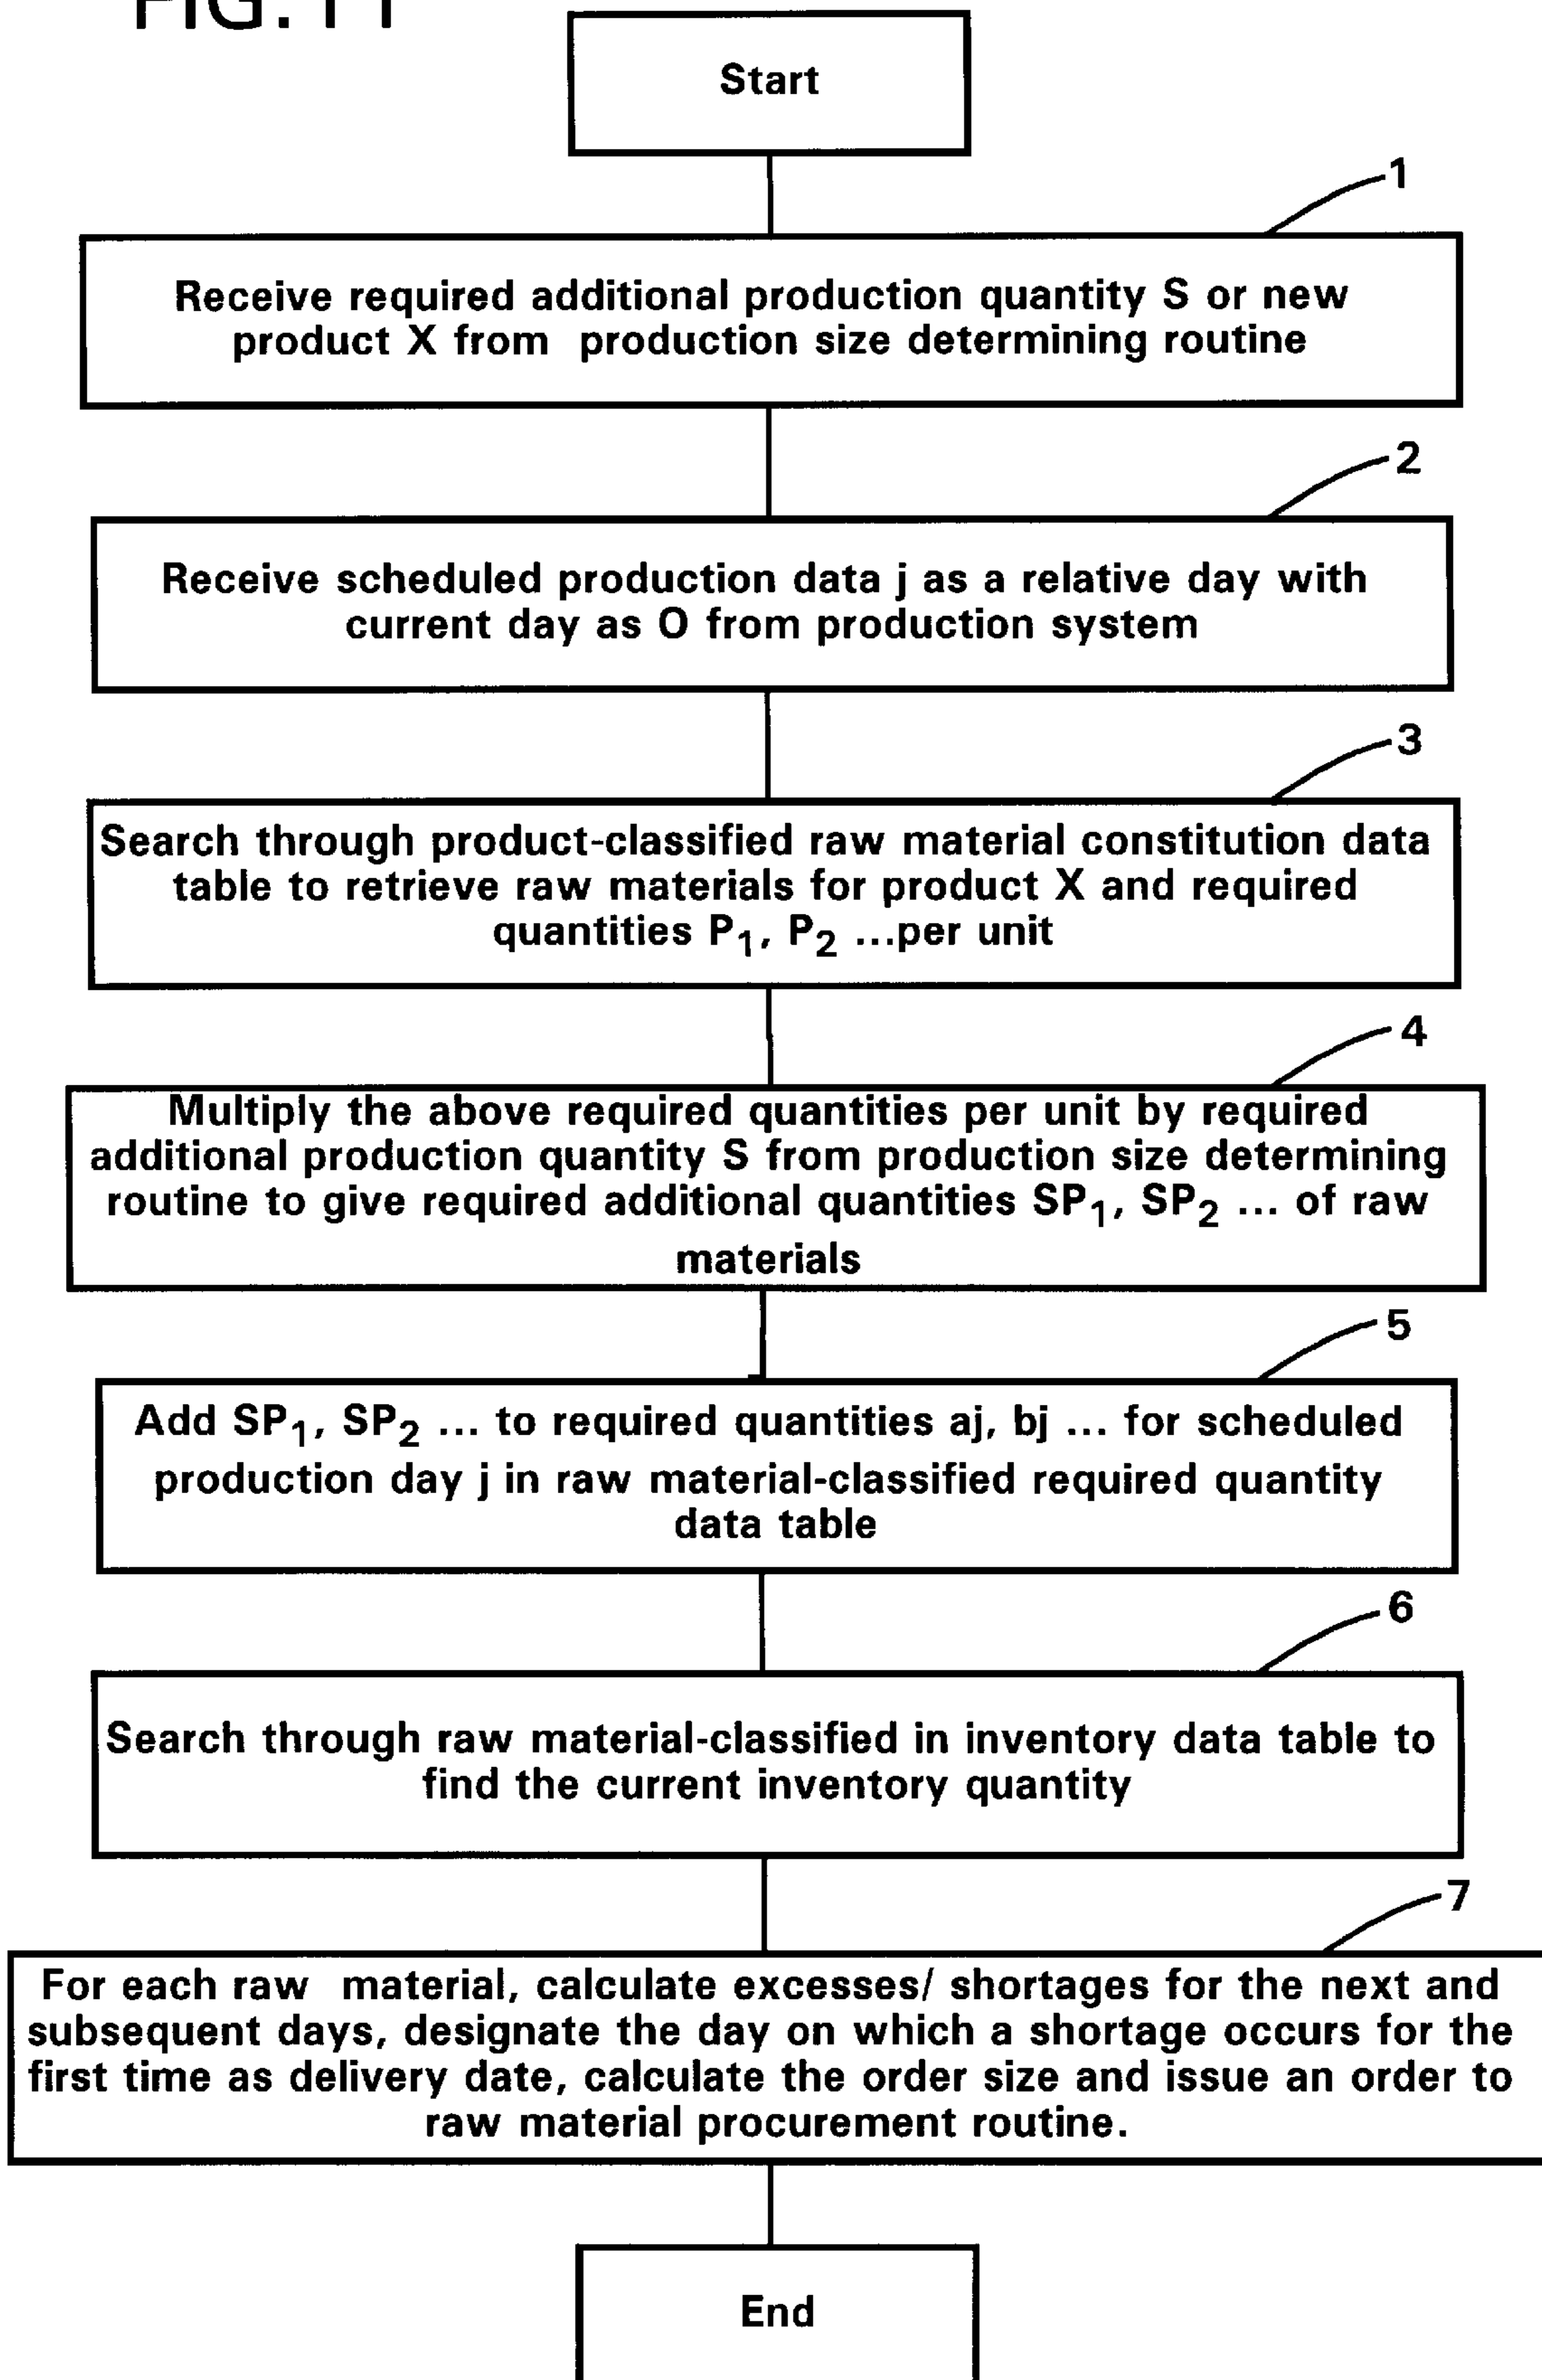 FIG. 11
Start
1
Receive required additional production quantity S or new
product X from production size determining routine
2
Receive scheduled production data j as a relative day with
current day as O from production system
3
Search through product-classified raw material constitution data
table to retrieve raw materials for product X and required
quantities P1, P2 ...per unit
4
Multiply the above required quantities per unit by required
additional production quantity S from production size determining
routine to give required additional quantities SP1, SP2 ... of raw
materials
5
Add SP1, SP2 ... to required quantities aj, bj ... for scheduled
production day j in raw material-classified required quantity
data table
6
Search through raw material-classified in inventory data table to
find the current inventory quantity
7
For each raw material, calculate excesses/ shortages for the next and
subsequent days, designate the day on which a shortage occurs for the
first time as delivery date, calculate the order size and issue an order to
raw material procurement routine.
End